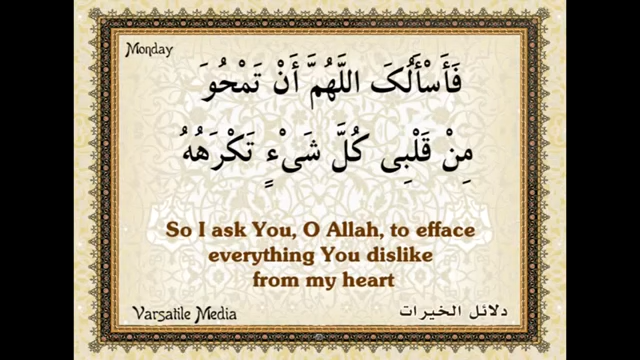 Monday
فَأَسْأَلُكَ اللَّهُمَّ أَنْ تَمْحُوَ
مِنْ قَلْبِى كُلَّ شَىْءٍ تَكْرَهُهُ
So I ask You, O Allah, to efface
everything You dislike
from my heart
Varsatile Media
دلائل الخيرات